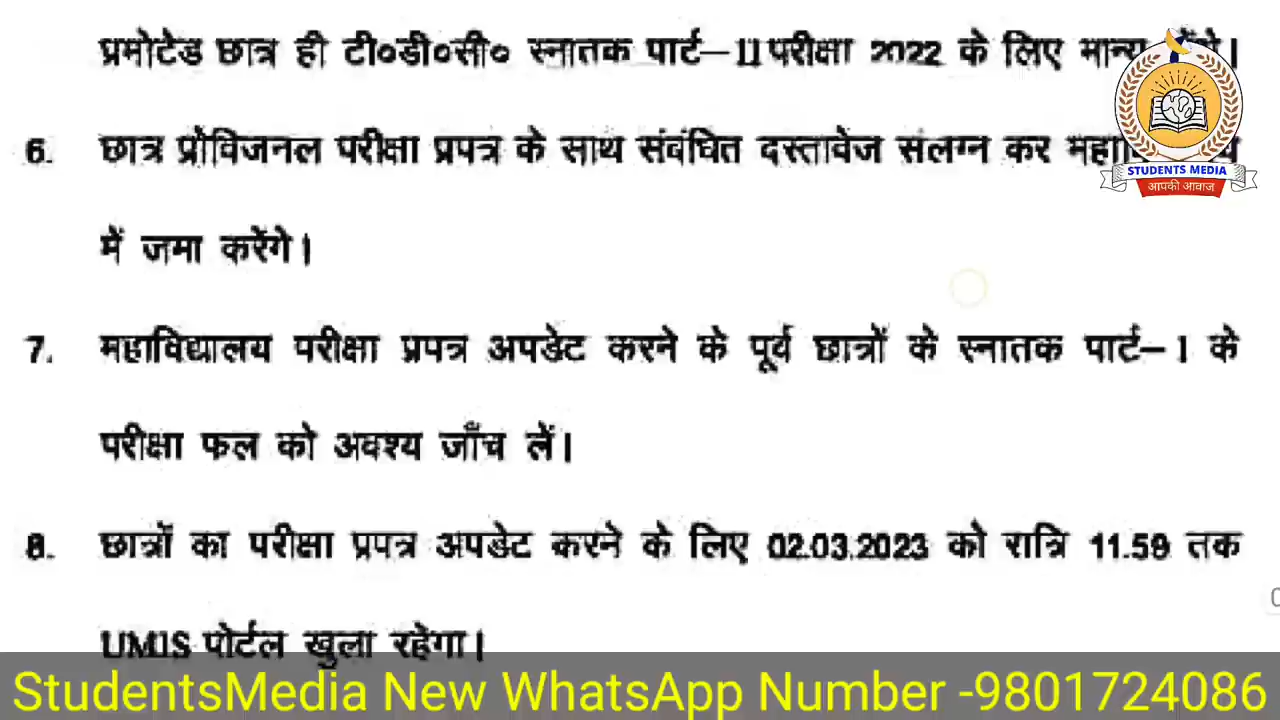 प्रमोटेड छात्र ही टी०डी०सी० स्नातक पार्ट-II परीक्षा 2022 के लिए मान्य
6. छात्र प्रोविजनल परीक्षा प्रपत्र के साथ संबंधित दस्तावेज संलग्न कर
में जमा करेंगे।
7. महाविद्यालय परीक्षा प्रपत्र अपडेट करने के पूर्व छात्रों के स्नातक पार्ट-I के
परीक्षा फल को अवश्य जाँच लें।
8. छात्रों का परीक्षा प्रपत्र अपडेट करने के लिए 02.03.2023 को रात्रि 11.59 तक
UMIS पोर्टल खुला रहेगा।
STUDENTS MEDIA
आपकी आवाज
StudentsMedia New WhatsApp Number -9801724086